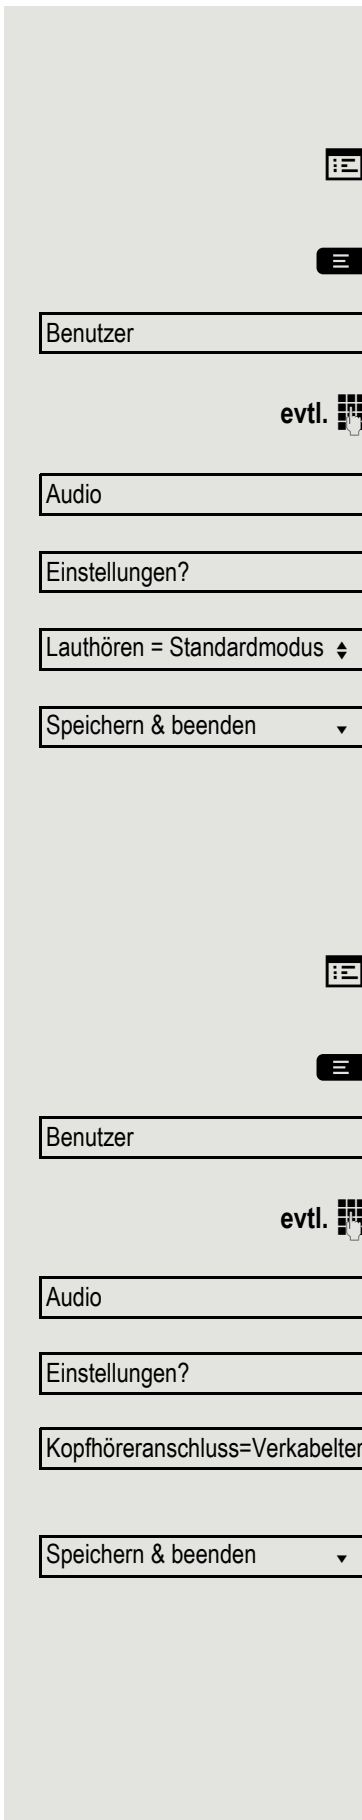 Benutzer
evtl.
Audio
Einstellungen?
Lauthören = Standardmodus
Speichern & beenden
Benutzer
evtl.
Audio
Einstellungen?
Kopfhöreranschluss=Verkabelter
Speichern & beenden